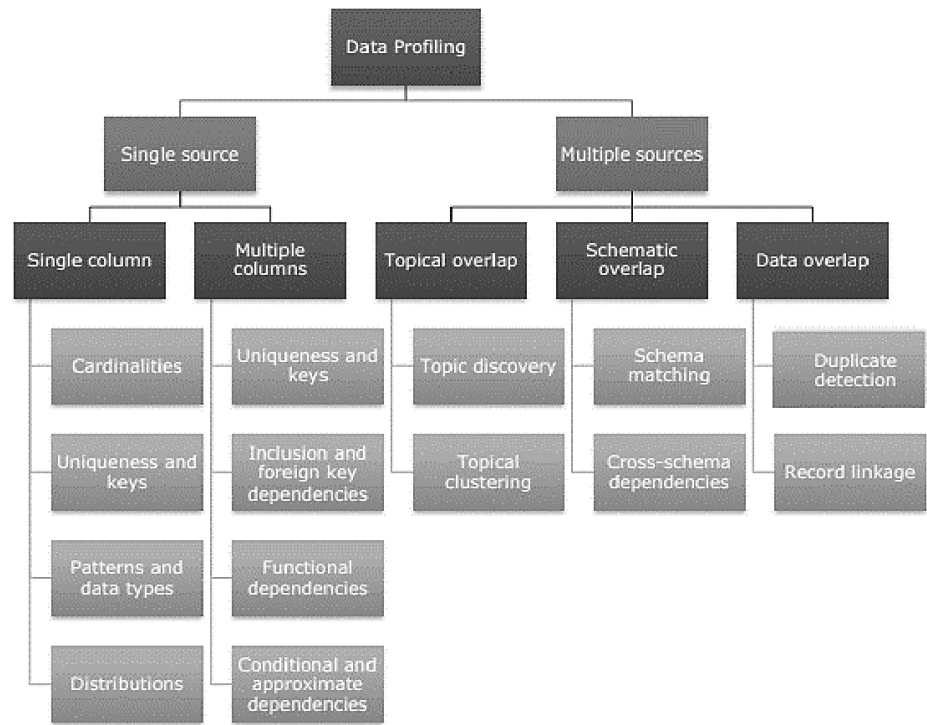 Data Profiling
Single source
Multiple sources
Single column
Multiple
columns
Topical overlap
Schematic
overlap
Data overlap
Cardinalities
Uniqueness and
keys
Topic discovery
Schema
matching
Duplicate
detection
Uniqueness and
keys
Inclusion and
foreign key
dependencies
Topical
clustering
Cross-schema
dependencies
Record linkage
Patterns and
data types
Functional
dependencies
Distributions
Conditional and
approximate
dependencies